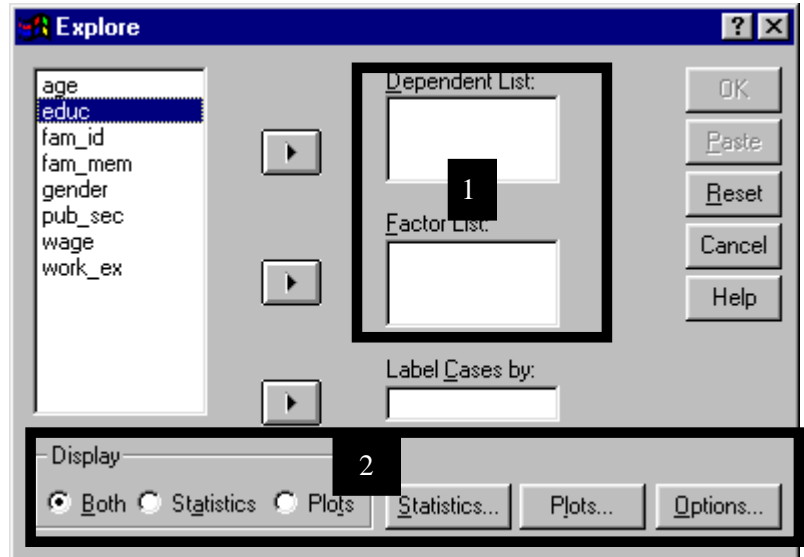 Explore
age
educ
fam_id
fam_mem
gender
pub_sec
wage
work_ex
Dependent List:
1
Factor List:
Label Cases by:
OK
Paste
Reset
Cancel
Help
Display
2
Both Statistics Plots
Statistics... Plots... Options...